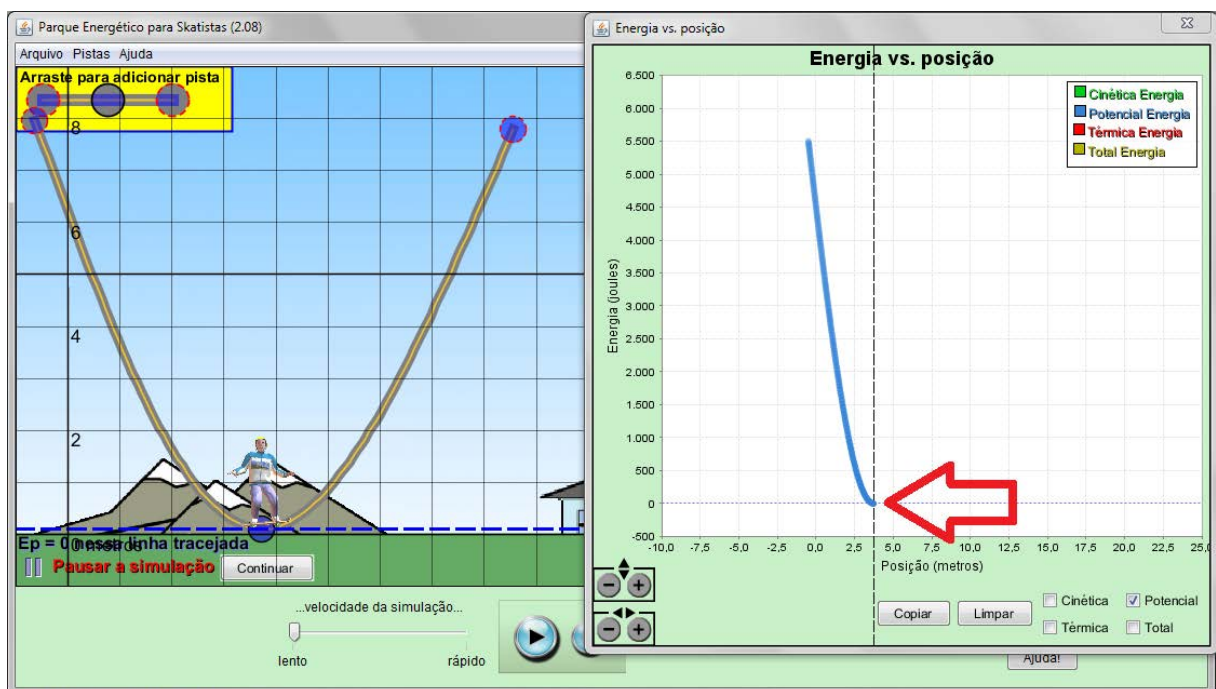 Parque Energético para Skatistas (2.08)
Arquivo Pistas Ajuda
Arraste para adicionar pista
8
6
4
2
0 metros
Ep = 0 nessa linha tracejada
Pausar a simulação
Continuar
...velocidade da simulação...
lento rápido
Energia vs. posição
Energia vs. posição
6.500
6.000
5.500
5.000
4.500
4.000
3.500
3.000
2.500
2.000
1.500
1.000
500
0
-500
Energia (joules)
Cinética Energia
Potencial Energia
Térmica Energia
Total Energia
-10,0 -7,5 -5,0 -2,5 0,0 2,5 5,0 7,5 10,0 12,5 15,0 17,5 20,0 22,5 25,
Posição (metros)
Copiar Limpar
Cinética Potencial
Térmica Total
Ajuda!